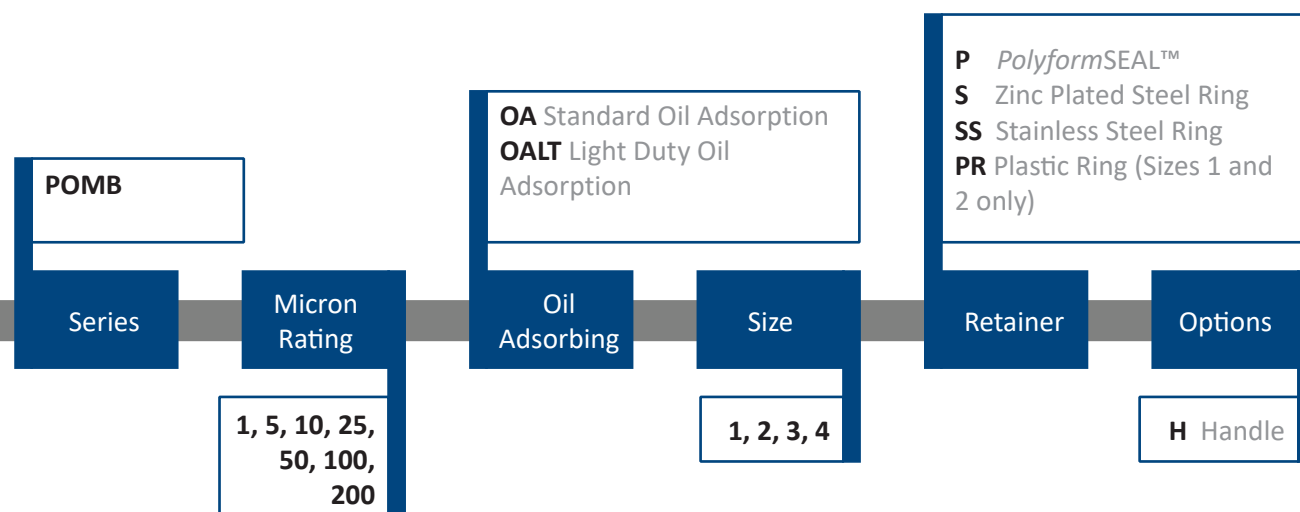 P PolyformSEAL™
S Zinc Plated Steel Ring
SS Stainless Steel Ring
PR Plastic Ring (Sizes 1 and
2 only)
OA Standard Oil Adsorption
OALT Light Duty Oil
Adsorption
POMB
Series
Micron
Rating
Oil
Adsorbing
Size
Retainer
Options
1, 5, 10, 25,
50, 100,
200
1, 2, 3, 4
H Handle